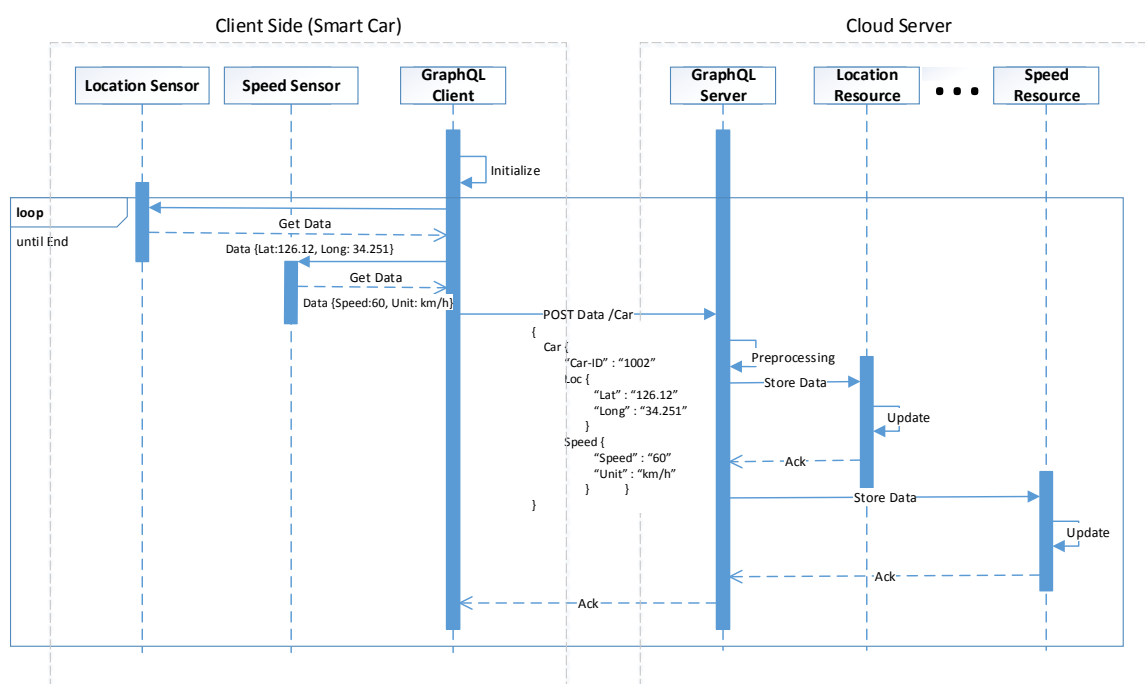 Client Side (Smart Car)
Cloud Server
Location Sensor
Speed Sensor
GraphQL
Client
GraphQL
Server
Location
Resource
• • •
Speed
Resource
Initialize
loop
until End
Get Data
Data {Lat:126.12, Long: 34.251}
Get Data
Data {Speed:60, Unit: km/h}
POST Data /Car
{
Car {
“Car-ID” : “1002”
Loc {
“Lat” : “126.12”
“Long” : “34.251”
}
Speed {
“Speed” : “60”
“Unit” : “km/h”
} }
}
Preprocessing
Store Data
Update
Ack
Store Data
Update
Ack
Ack